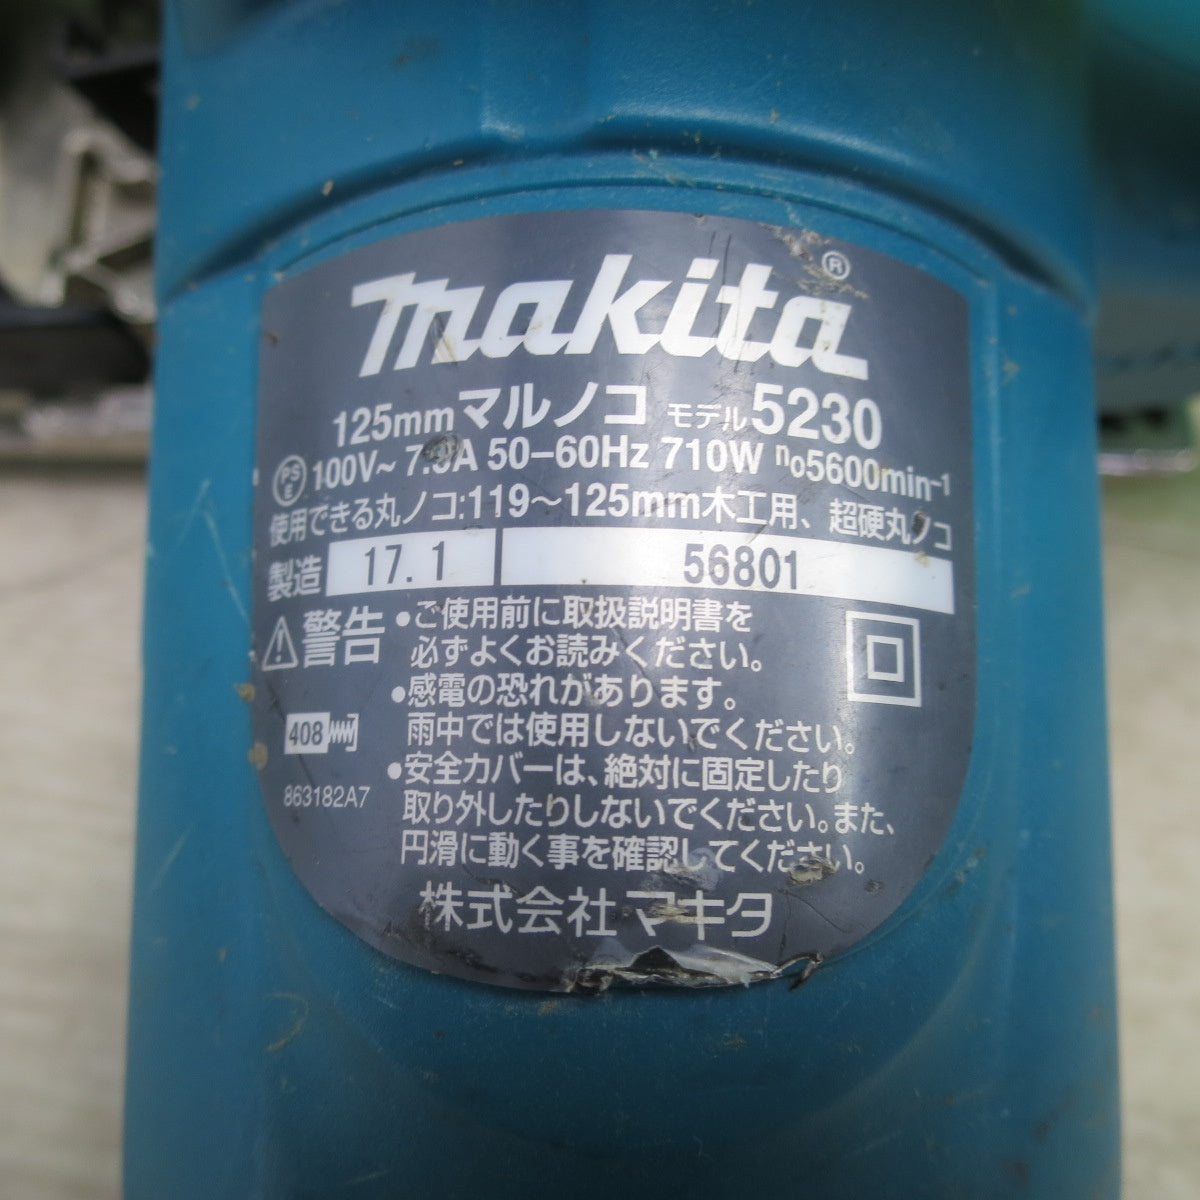 makita®
125mmマルノコ モデル5230
PSE 100V~ 7.5A 50-60Hz 710W n₀5600min⁻¹
使用できる丸ノコ:119~125mm木工用、超硬丸ノコ
製造 17.1 56801
警告 •ご使用前に取扱説明書を
必ずよくお読みください。
•感電の恐れがあります。
雨中では使用しないでください。
408
•安全カバーは、絶対に固定したり
863182A7
取り外したりしないでください。また、
円滑に動く事を確認してください。
株式会社マキタ